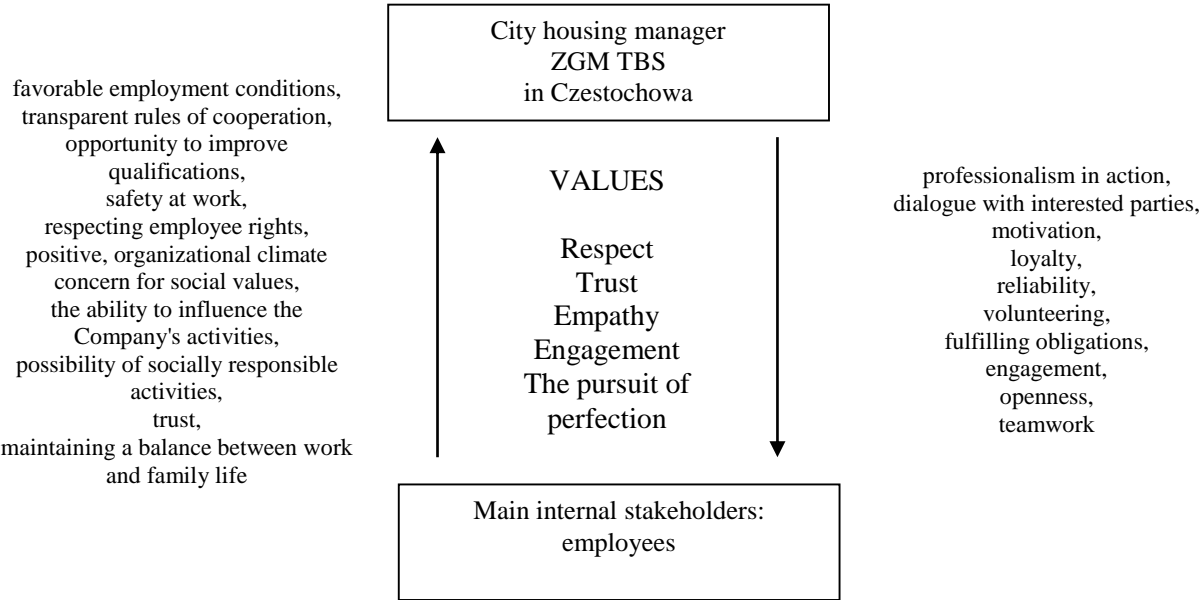 City housing manager
ZGM TBS
in Czestochowa
favorable employment conditions,
transparent rules of cooperation,
opportunity to improve
qualifications,
safety at work,
respecting employee rights,
positive, organizational climate
concern for social values,
the ability to influence the
Company's activities,
possibility of socially responsible
activities,
trust,
maintaining a balance between work
and family life
VALUES
Respect
Trust
Empathy
Engagement
The pursuit of
perfection
professionalism in action,
dialogue with interested parties,
motivation,
loyalty,
reliability,
volunteering,
fulfilling obligations,
engagement,
openness,
teamwork
Main internal stakeholders:
employees